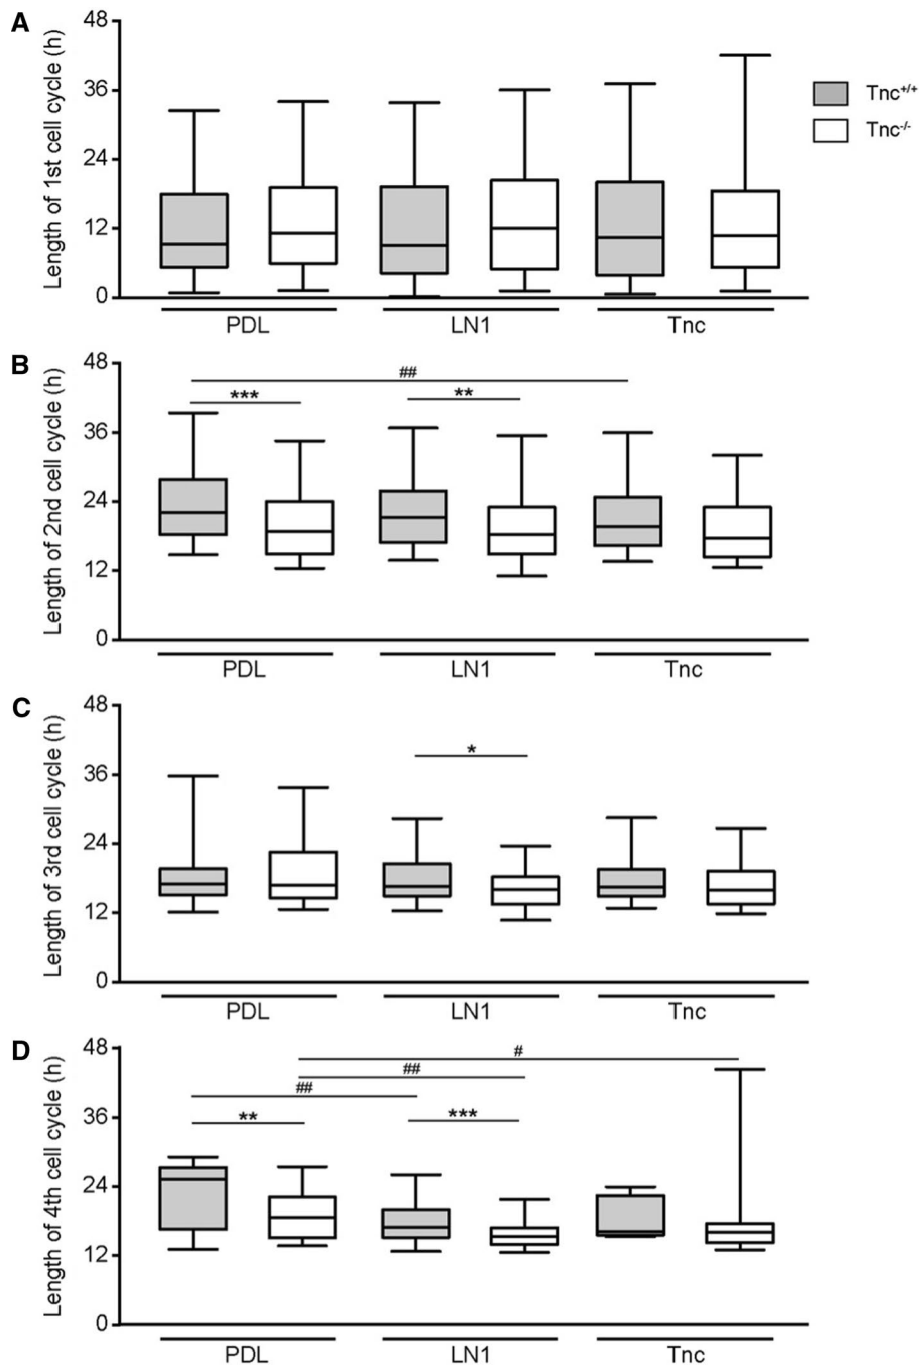 A
Length of 1st cell cycle (h)
48
36
24
12
0
PDL LN1 Tnc
Tnc+/+
Tnc-/-
B
Length of 2nd cell cycle (h)
48
36
24
12
0
##
*** **
PDL LN1 Tnc
C
Length of 3rd cell cycle (h)
48
36
24
12
0
*
PDL LN1 Tnc
D
Length of 4th cell cycle (h)
48
36
24
12
0
#
##
##
** ***
PDL LN1 Tnc